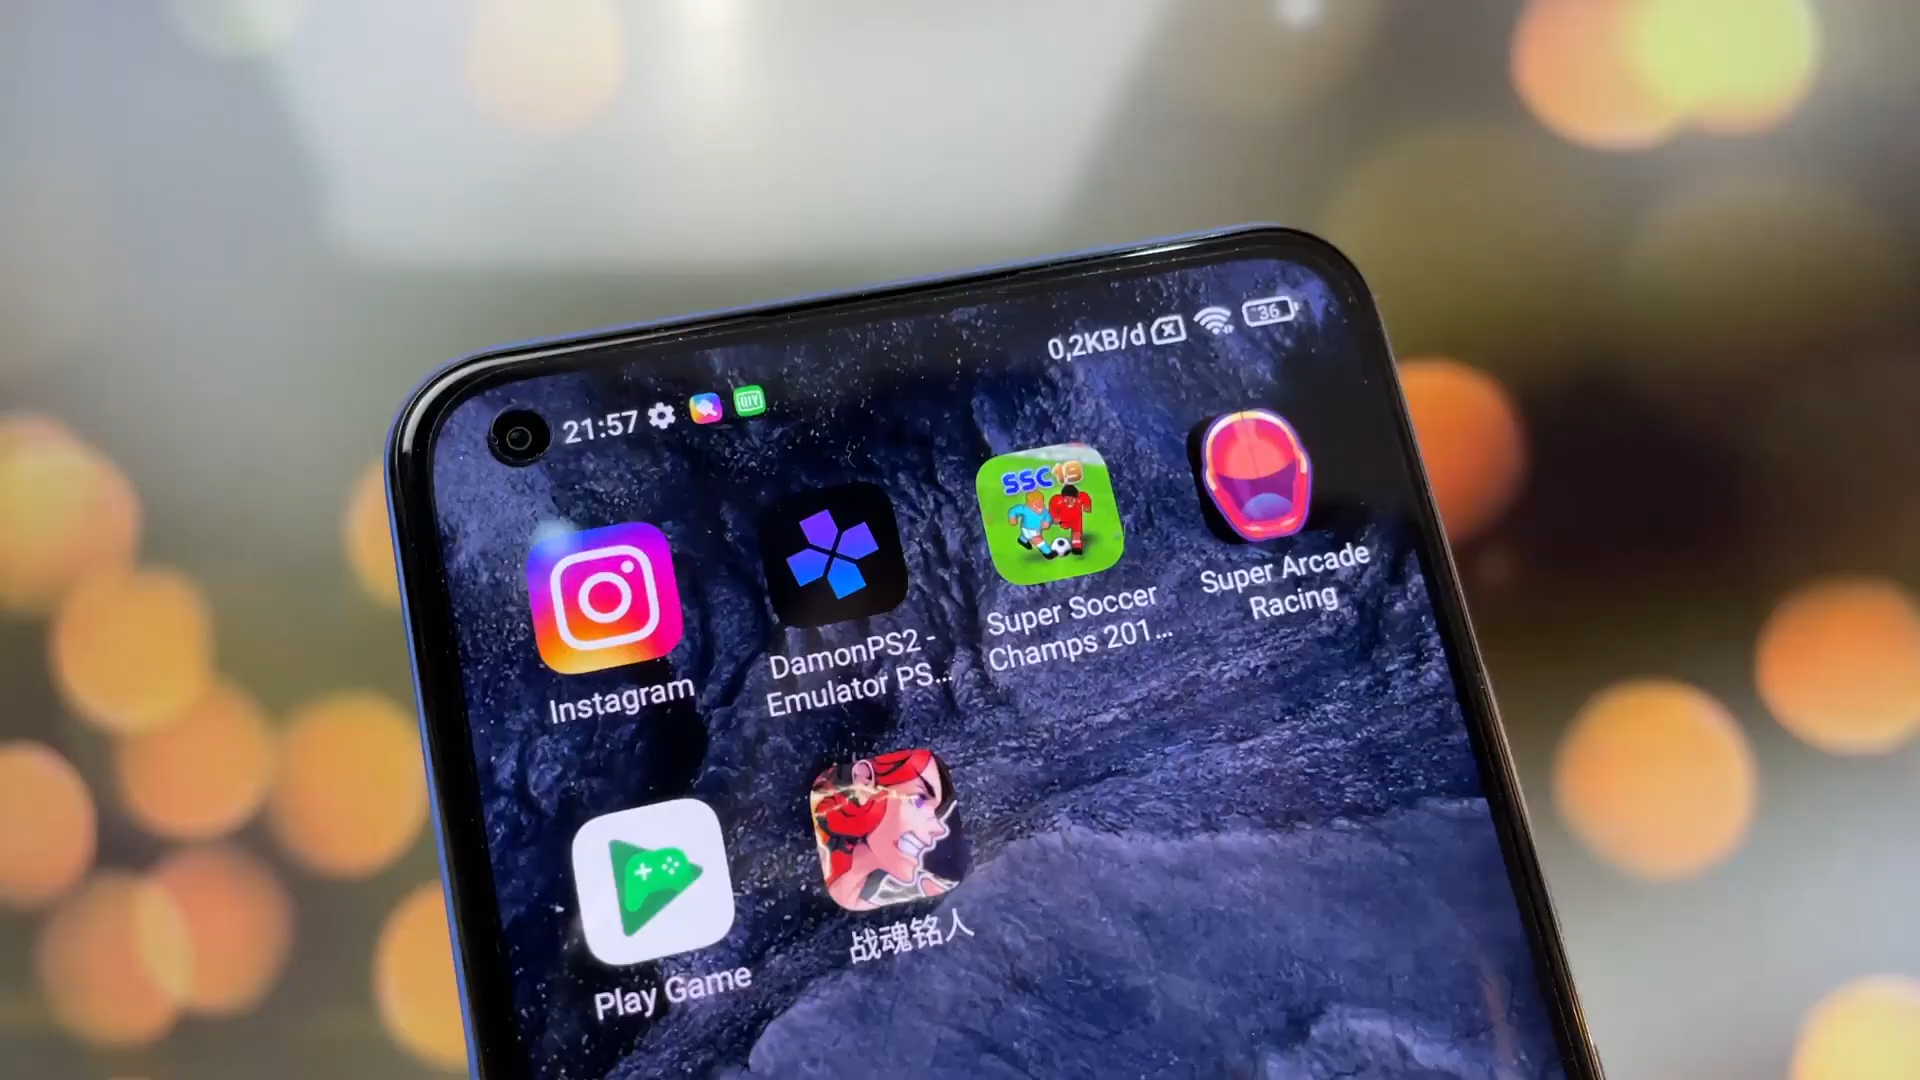 0,2KB/d
36
21:57
QIY
SSC19
Instagram
DamonPS2 -
Emulator PS...
Super Soccer
Champs 201...
Super Arcade
Racing
Play Game
战魂铭人